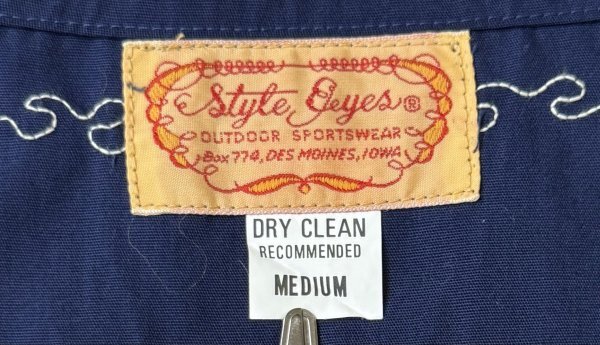 Style Eyes®
OUTDOOR SPORTSWEAR
Box 774, DES MOINES, IOWA
DRY CLEAN
RECOMMENDED
MEDIUM